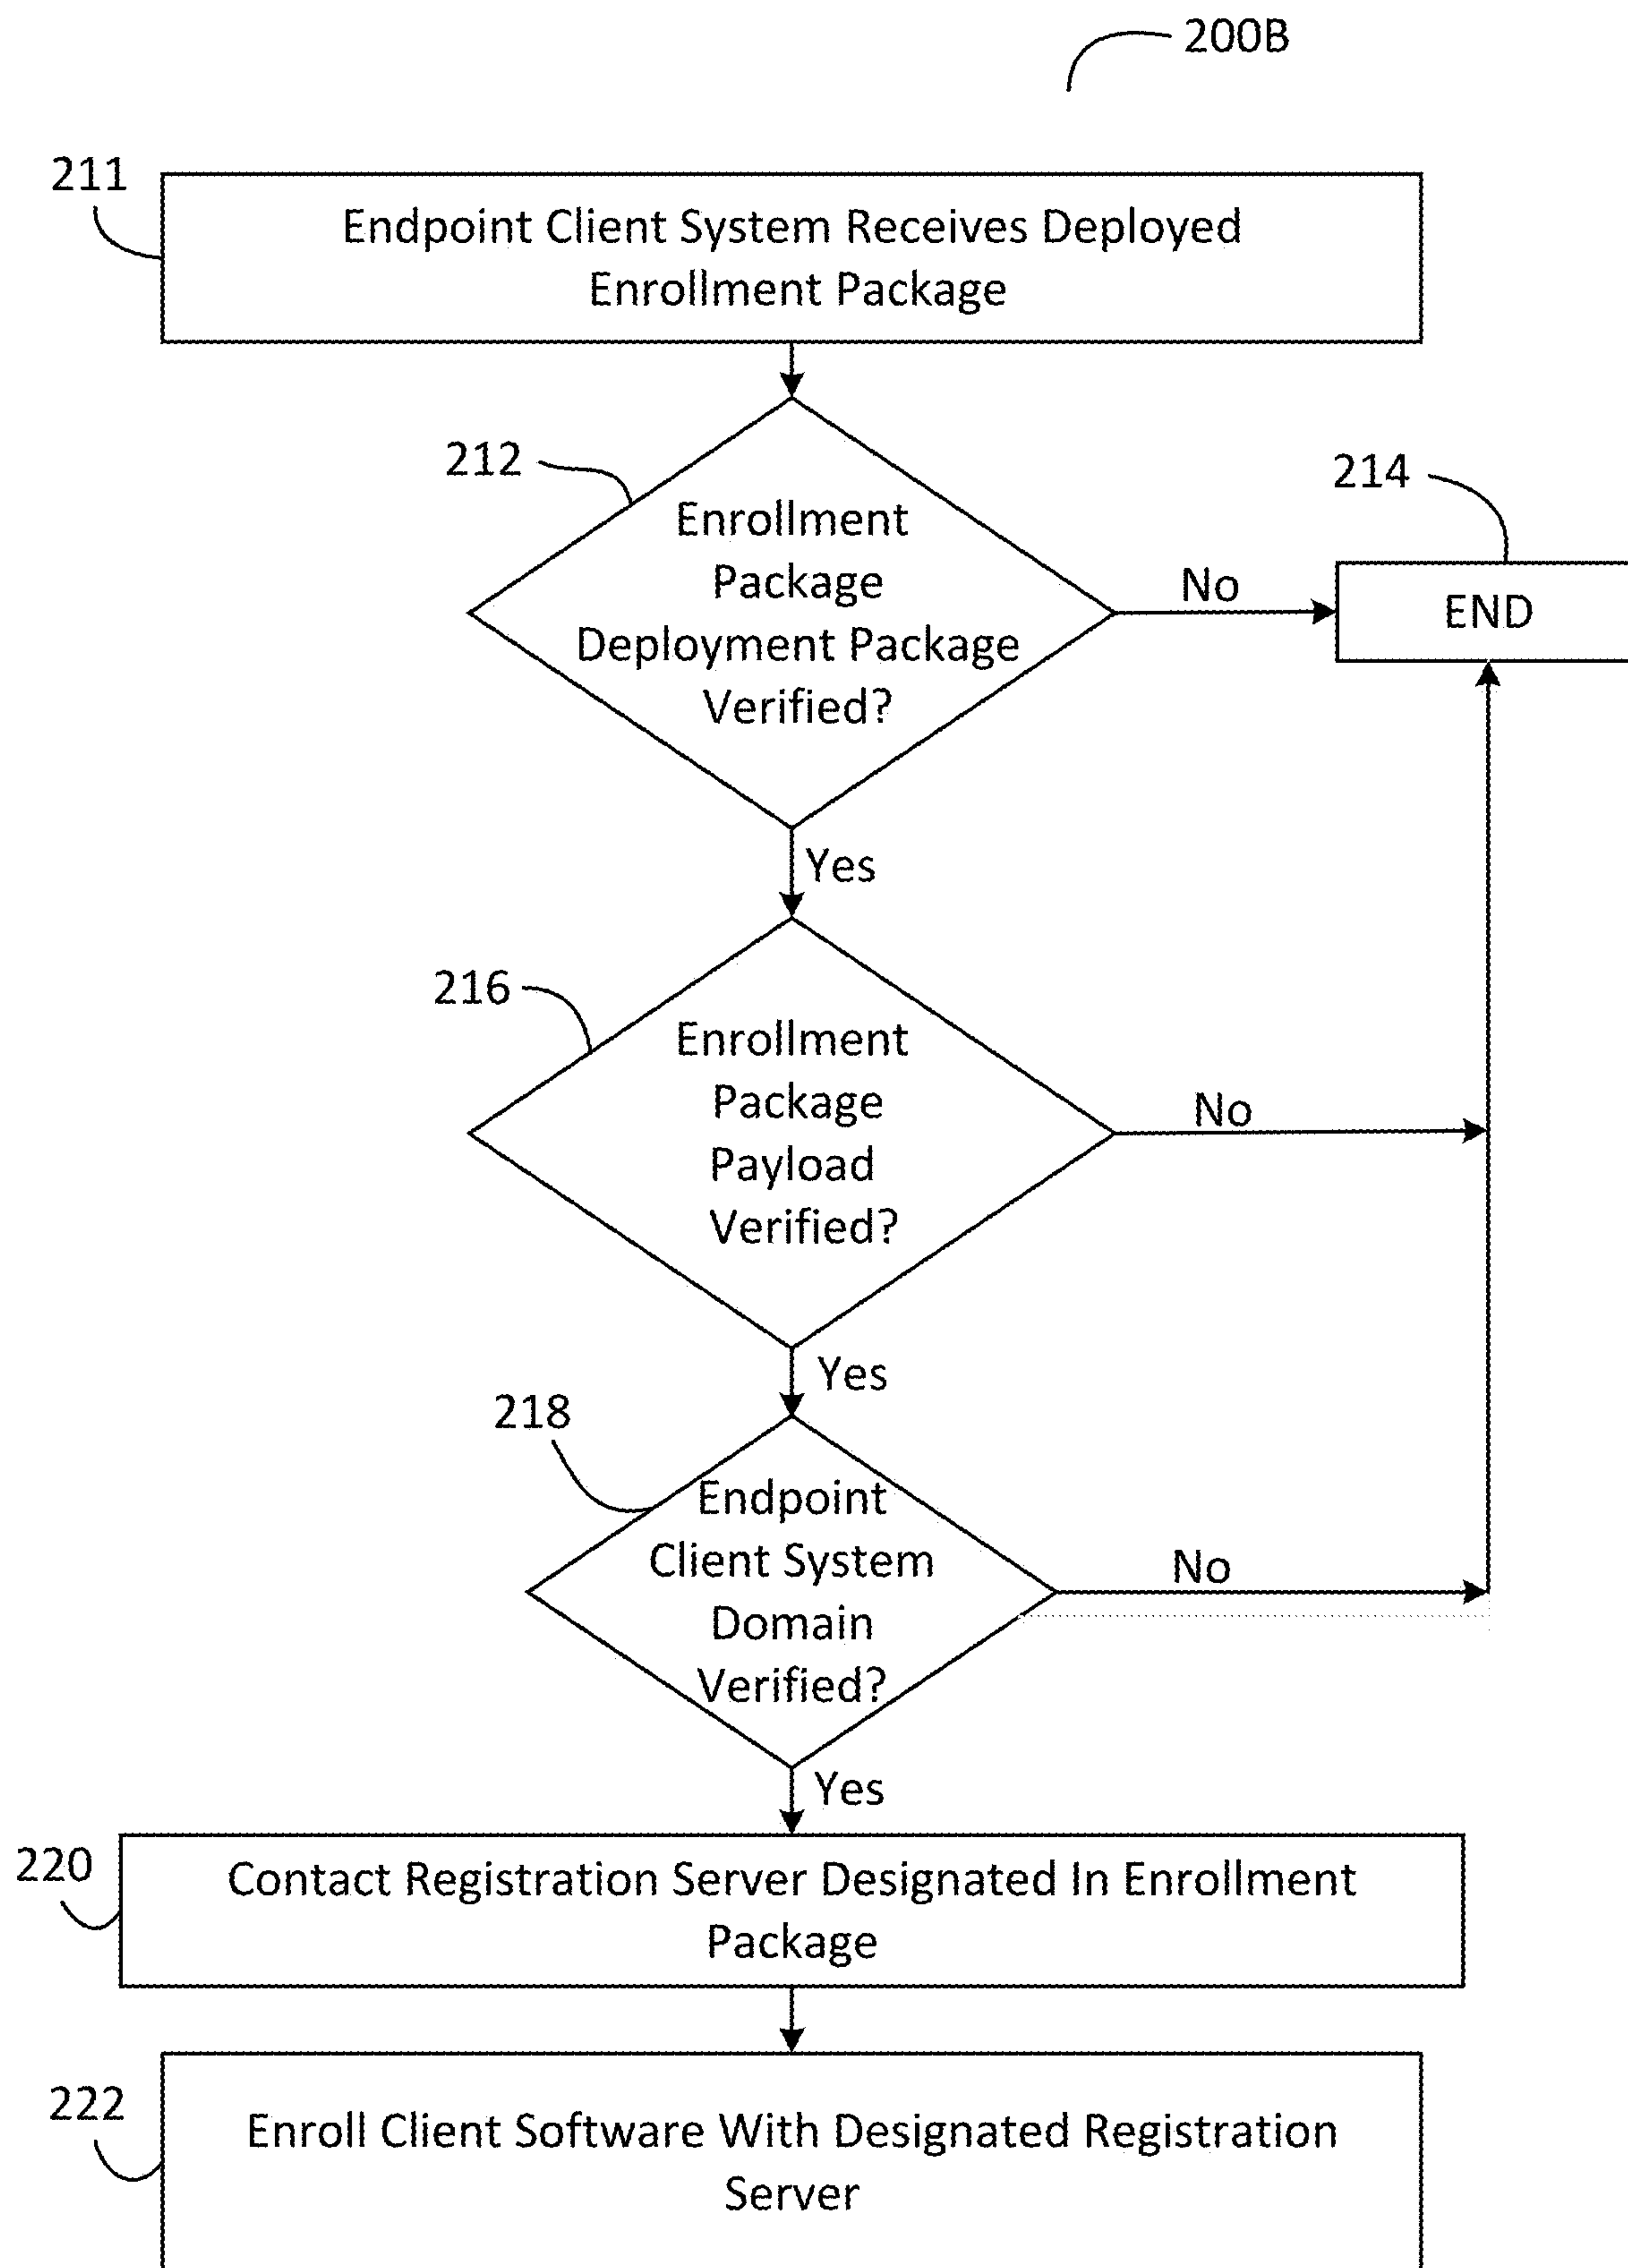 200B
211
Endpoint Client System Receives Deployed
Enrollment Package
212
Enrollment
Package
Deployment Package
Verified?
No
214
END
Yes
216
Enrollment
Package
Payload
Verified?
No
Yes
218
Endpoint
Client System
Domain
Verified?
No
Yes
220
Contact Registration Server Designated In Enrollment
Package
222
Enroll Client Software With Designated Registration
Server